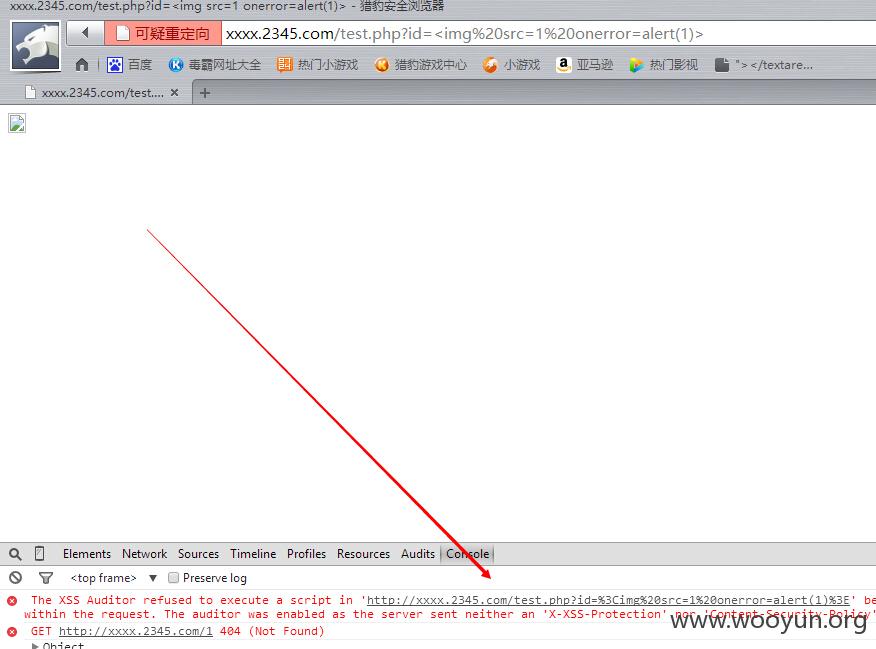 xxxx.2345.com/test.php?id=<img src=1 onerror=alert(1)> - 猎豹安全浏览器
可疑重定向 xxxx.2345.com/test.php?id=<img%20src=1%20onerror=alert(1)>
百度 毒霸网址大全 热门小游戏 猎豹游戏中心 小游戏 亚马逊 热门影视 "></textare...
xxxx.2345.com/test.... × +
Elements Network Sources Timeline Profiles Resources Audits Console
<top frame> ▼ Preserve log
The XSS Auditor refused to execute a script in 'http://xxxx.2345.com/test.php?id=%3Cimg%20src=1%20onerror=alert(1)%3E' be
within the request. The auditor was enabled as the server sent neither an 'X-XSS-Protection' nor 'Content-Security-Policy'
www.wooyun.org
GET http://xxxx.2345.com/1 404 (Not Found)
▶ Object